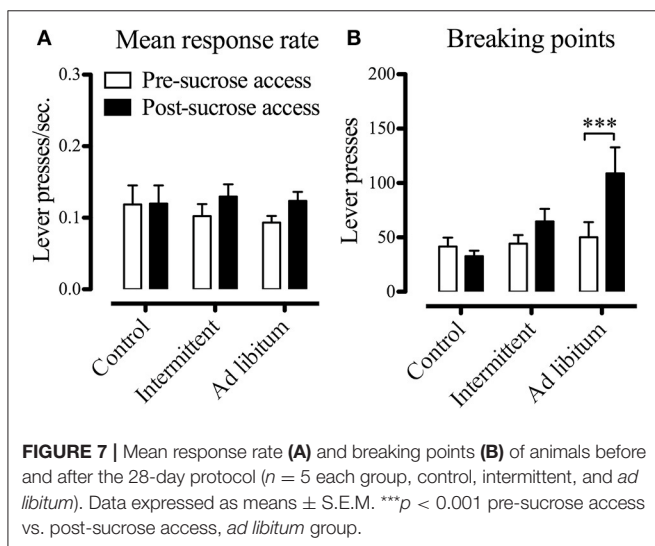 A Mean response rate
Lever presses/sec.
0.3
0.2
0.1
0.0
Pre-sucrose access
Post-sucrose access
Control
Intermittent
Ad libitum
B Breaking points
Lever presses
200
150
100
50
0
***
Control
Intermittent
Ad libitum
FIGURE 7 | Mean response rate (A) and breaking points (B) of animals before
and after the 28-day protocol (n = 5 each group, control, intermittent, and ad
libitum). Data expressed as means ± S.E.M. ***p < 0.001 pre-sucrose access
vs. post-sucrose access, ad libitum group.